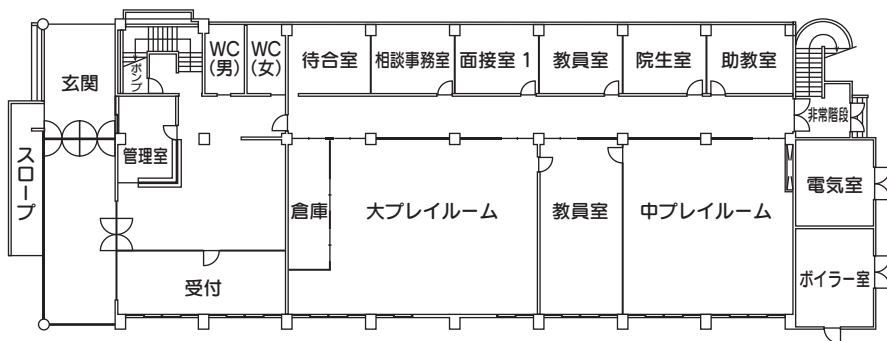 玄関
ポンプ
WC
(男)
WC
(女)
待合室
相談事務室
面接室 1
教員室
院生室
助教室
非常階段
スロープ
管理室
倉庫
大プレイルーム
教員室
中プレイルーム
電気室
受付
ボイラー室